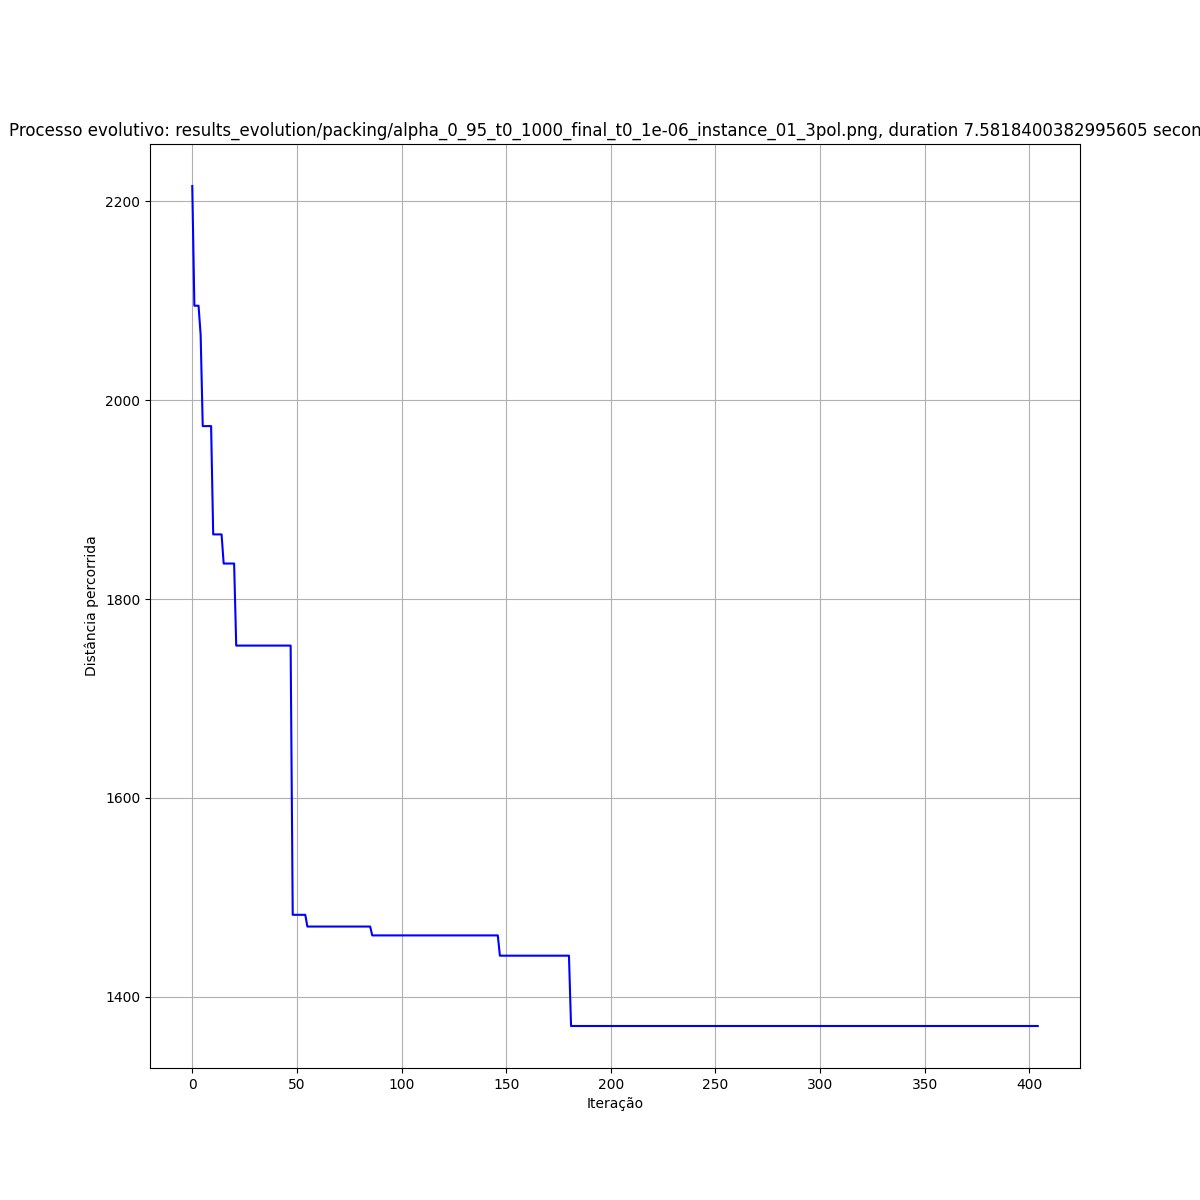 Processo evolutivo: results_evolution/packing/alpha_0_95_t0_1000_final_t0_1e-06_instance_01_3pol.png, duration 7.5818400382995605 secon
2200
2000
1800
1600
1400
Distância percorrida
0 50 100 150 200 250 300 350 400
Iteração